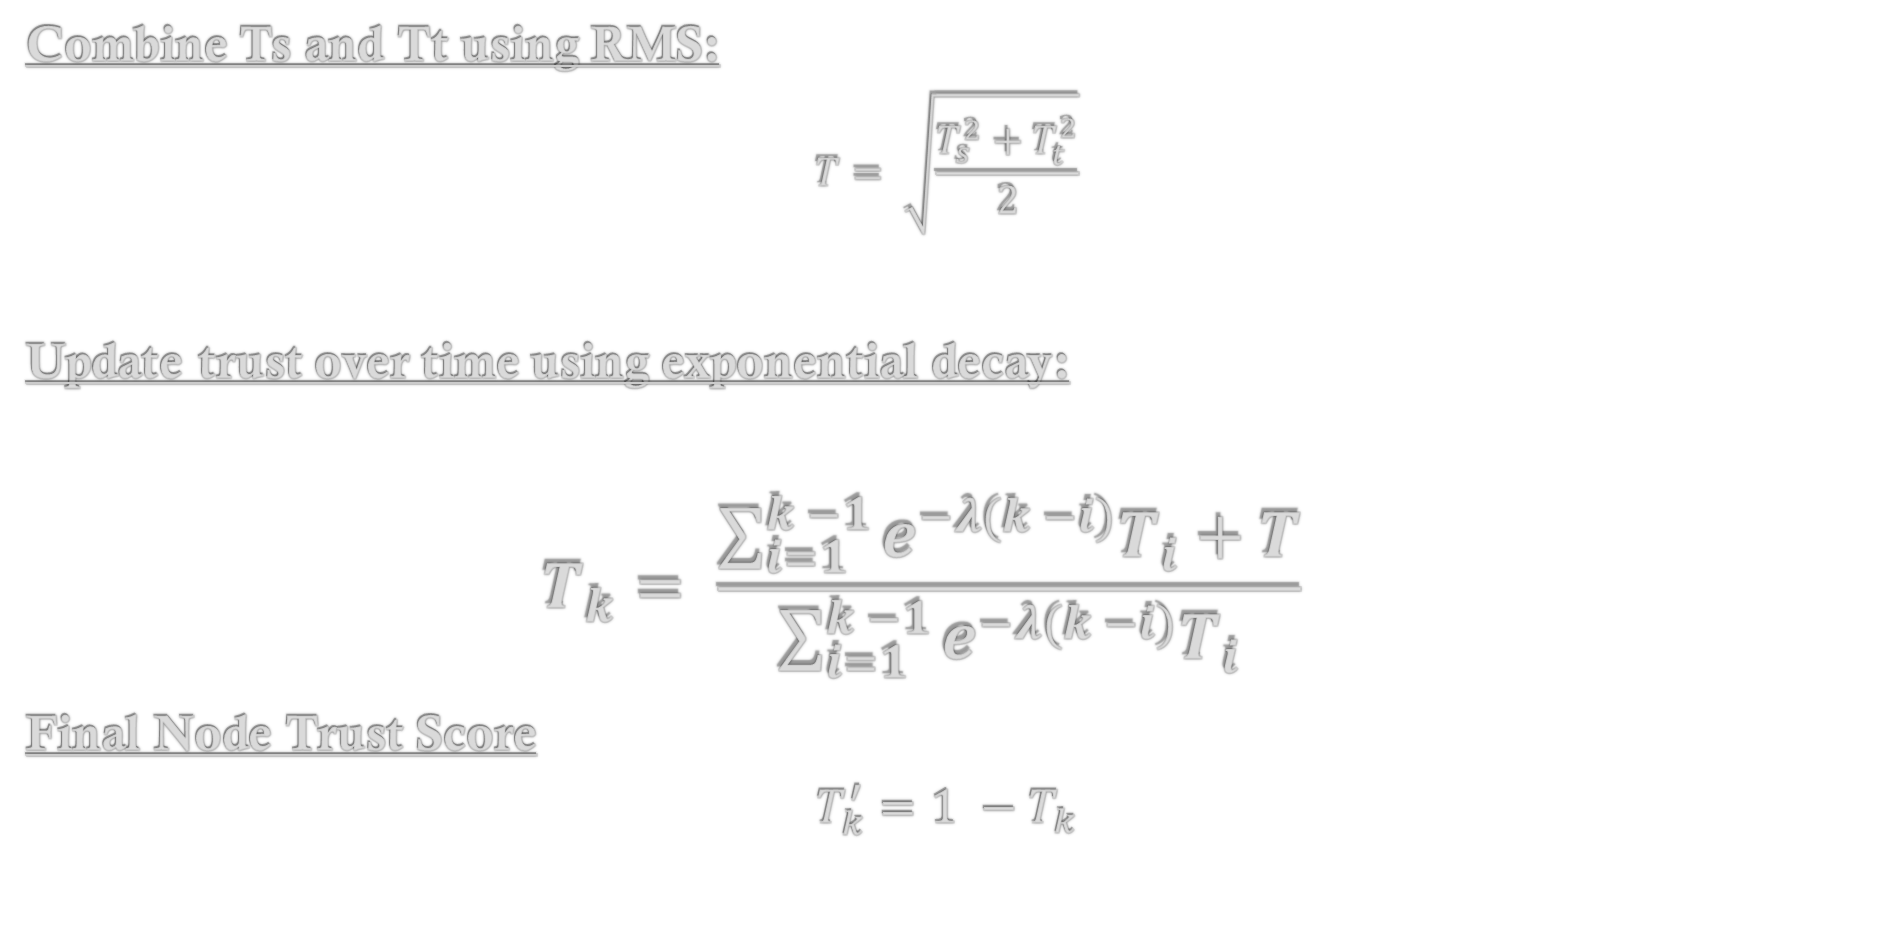 Combine Ts and Tt using RMS:
T = √((T_s^2 + T_t^2)/2)
Update trust over time using exponential decay:
T_k = (∑_{i=1}^{k−1} e^{−λ(k−i)} T_i + T)/(∑_{i=1}^{k−1} e^{−λ(k−i)} T_i)
Final Node Trust Score
T′_k = 1 − T_k